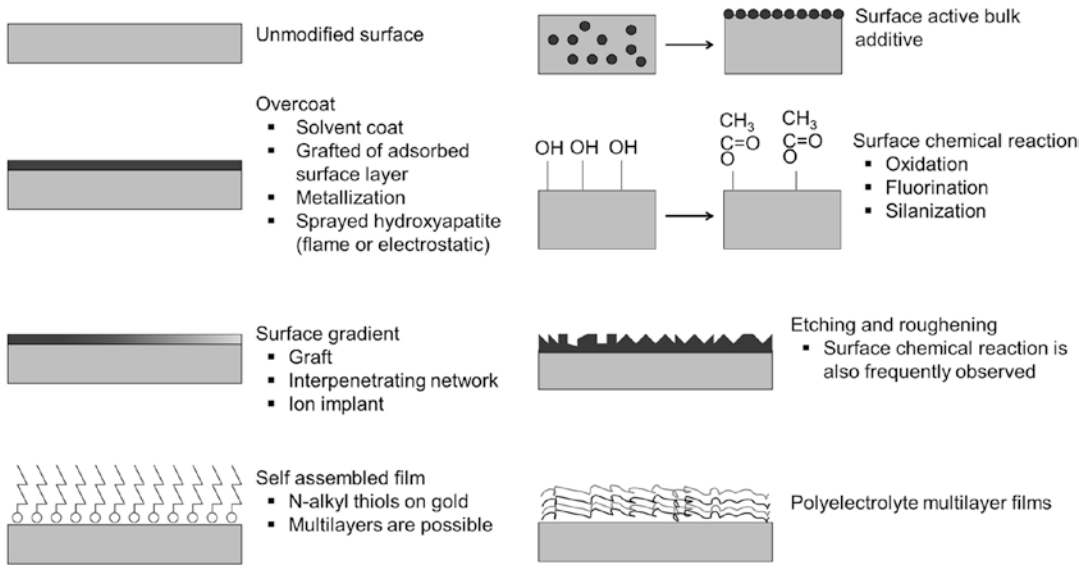 Unmodified surface
Overcoat
▪ Solvent coat
▪ Grafted of adsorbed
surface layer
▪ Metallization
▪ Sprayed hydroxyapatite
(flame or electrostatic)
Surface gradient
▪ Graft
▪ Interpenetrating network
▪ Ion implant
Self assembled film
▪ N-alkyl thiols on gold
▪ Multilayers are possible
Surface active bulk
additive
OH OH OH
CH3 CH3
C=O C=O
O O
Surface chemical reaction
▪ Oxidation
▪ Fluorination
▪ Silanization
Etching and roughening
▪ Surface chemical reaction is
also frequently observed
Polyelectrolyte multilayer films